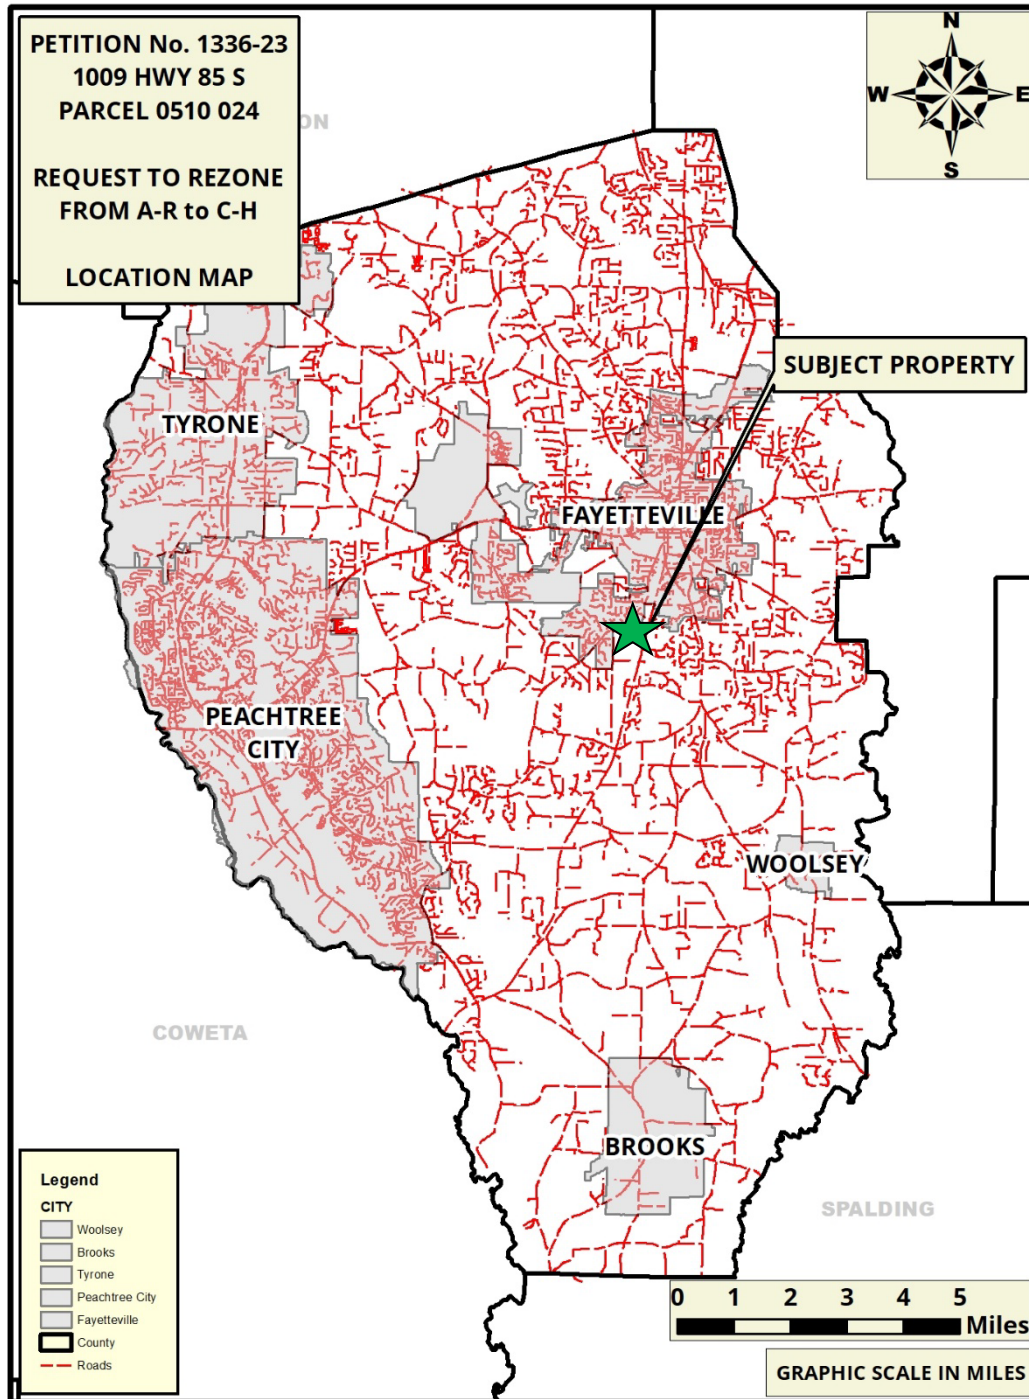 PETITION No. 1336-23
1009 HWY 85 S
PARCEL 0510 024
REQUEST TO REZONE
FROM A-R to C-H
LOCATION MAP
ON
N
W
E
S
SUBJECT PROPERTY
TYRONE
FAYETTEVILLE
PEACHTREE
CITY
WOOLSEY
COWETA
BROOKS
SPALDING
Legend
CITY
Woolsey
Brooks
Tyrone
Peachtree City
Fayetteville
County
Roads
0 1 2 3 4 5
Miles
GRAPHIC SCALE IN MILES